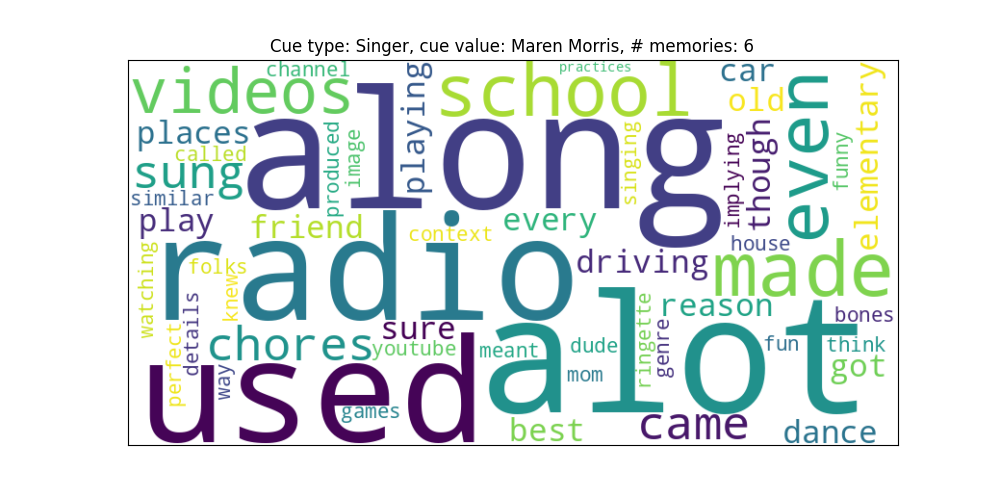 Cue type: Singer, cue value: Maren Morris, # memories: 6
channel
practices
videos
school
car
old
along
playing
even
elementary
places
called
sung
similar
produced
image
singing
implying
though
funny
play
friend
context
every
house
radio
driving
made
watching
folks
knew
details
perfect
way
chores
sure
youtube
reason
bones
alot
meant
dude
mom
ringette
genre
fun
think
got
used
games
best
came
dance